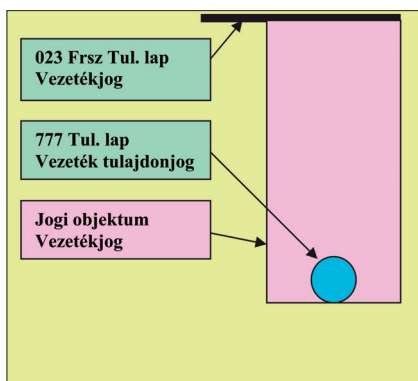 023 Frsz Tul. lap
Vezetékjog
777 Tul. lap
Vezeték tulajdonjog
Jogi objektum
Vezetékjog